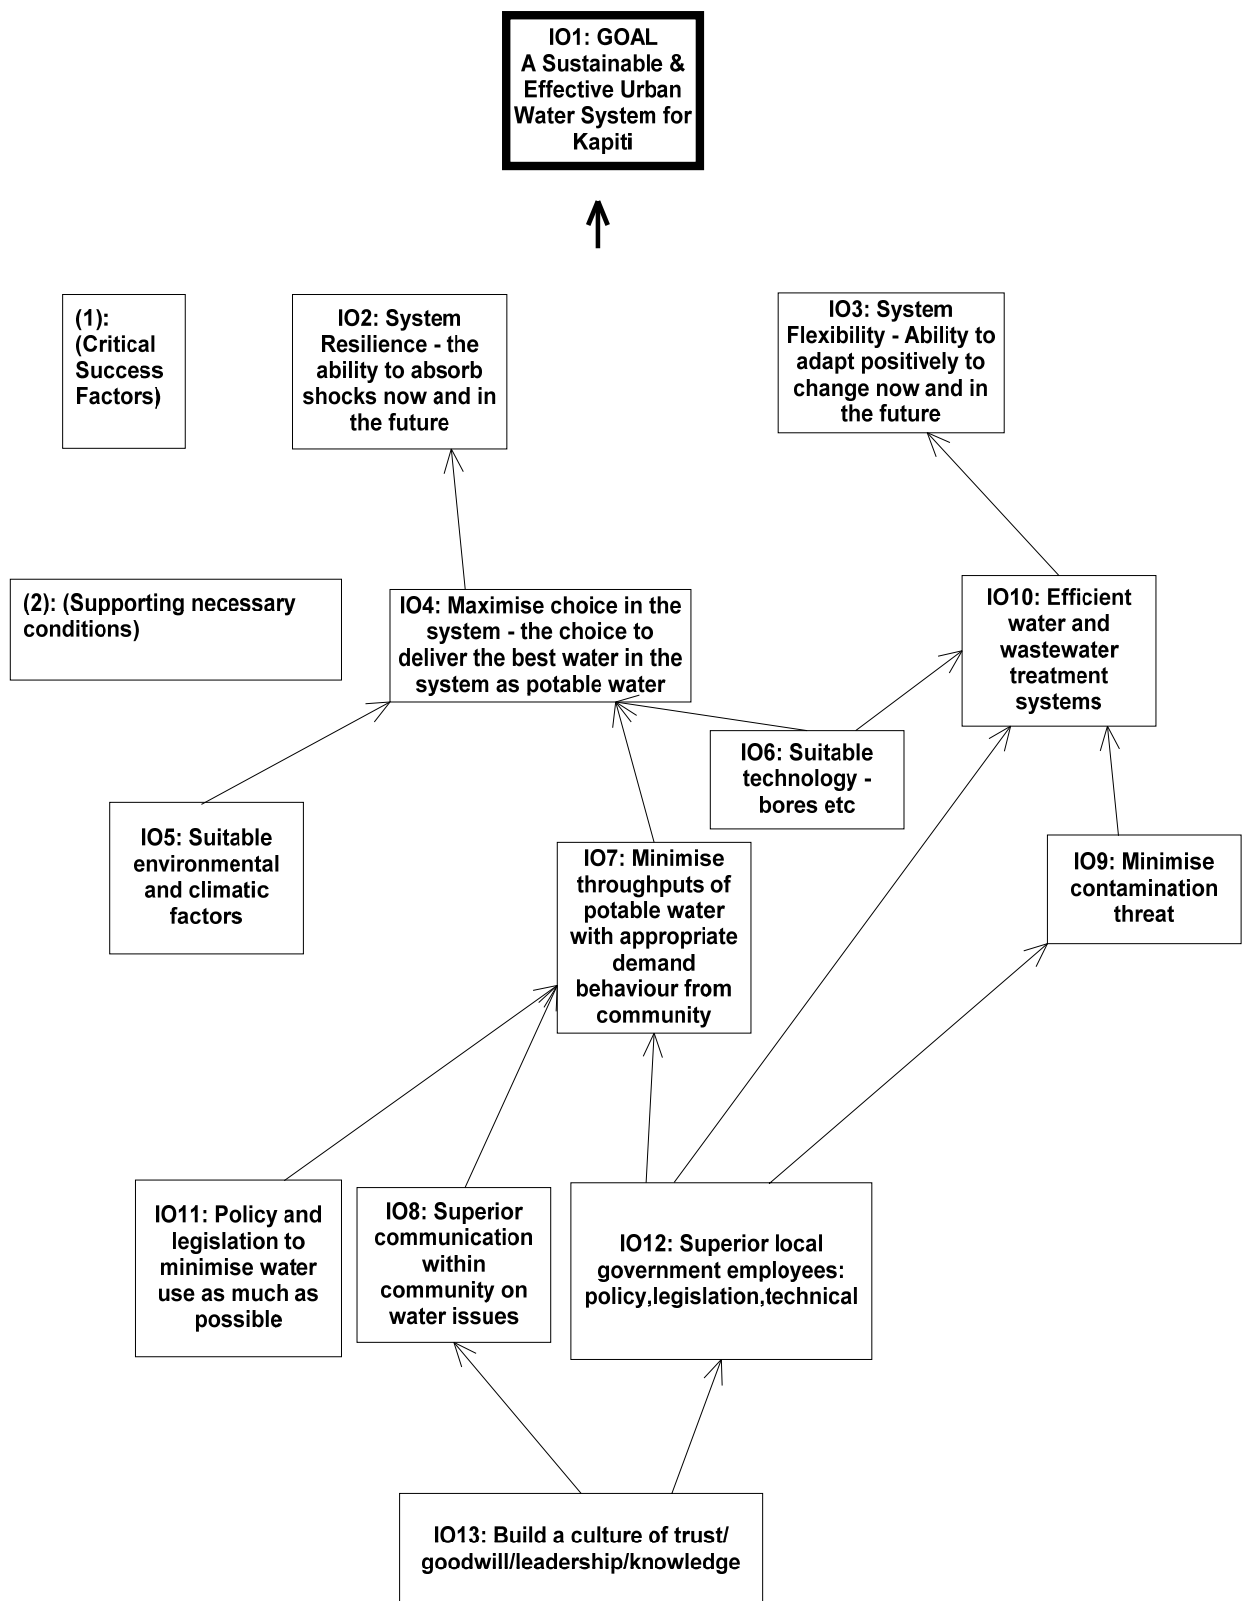 IO1: GOAL
A Sustainable &
Effective Urban
Water System for
Kapiti
(1):
(Critical
Success
Factors)
IO2: System
Resilience - the
ability to absorb
shocks now and in
the future
IO3: System
Flexibility - Ability to
adapt positively to
change now and in
the future
(2): (Supporting necessary
conditions)
IO4: Maximise choice in the
system - the choice to
deliver the best water in the
system as potable water
IO10: Efficient
water and
wastewater
treatment
systems
IO6: Suitable
technology -
bores etc
IO5: Suitable
environmental
and climatic
factors
IO7: Minimise
throughputs of
potable water
with appropriate
demand
behaviour from
community
IO9: Minimise
contamination
threat
IO11: Policy and
legislation to
minimise water
use as much as
possible
IO8: Superior
communication
within
community on
water issues
IO12: Superior local
government employees:
policy,legislation,technical
IO13: Build a culture of trust/
goodwill/leadership/knowledge